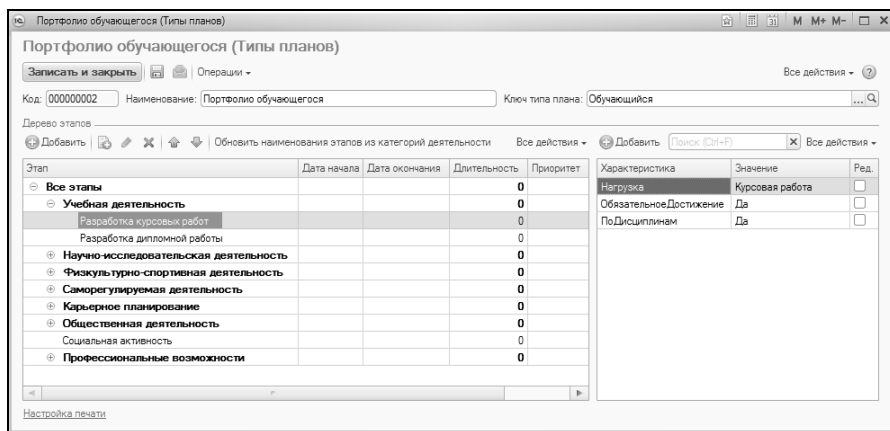 Портфолио обучающегося (Типы планов) M M+ M-
Портфолио обучающегося (Типы планов)
Записать и закрыть Операции Все действия
Код: 000000002 Наименование: Портфолио обучающегося Ключ типа плана: Обучающийся ...
Дерево этапов
Добавить Обновить наименования этапов из категорий деятельности Все действия Добавить Поиск (Ctrl+F) Все действия
Этап Дата начала Дата окончания Длительность Приоритет Характеристика Значение Ред.
Все этапы 0 Нагрузка Курсовая работа
Учебная деятельность 0 ОбязательноеДостижение Да
Разработка курсовых работ 0 ПоДисциплинам Да
Разработка дипломной работы 0
Научно-исследовательская деятельность 0
Физкультурно-спортивная деятельность 0
Саморегулируемая деятельность 0
Карьерное планирование 0
Общественная деятельность 0
Социальная активность 0
Профессиональные возможности 0
Настройка печати